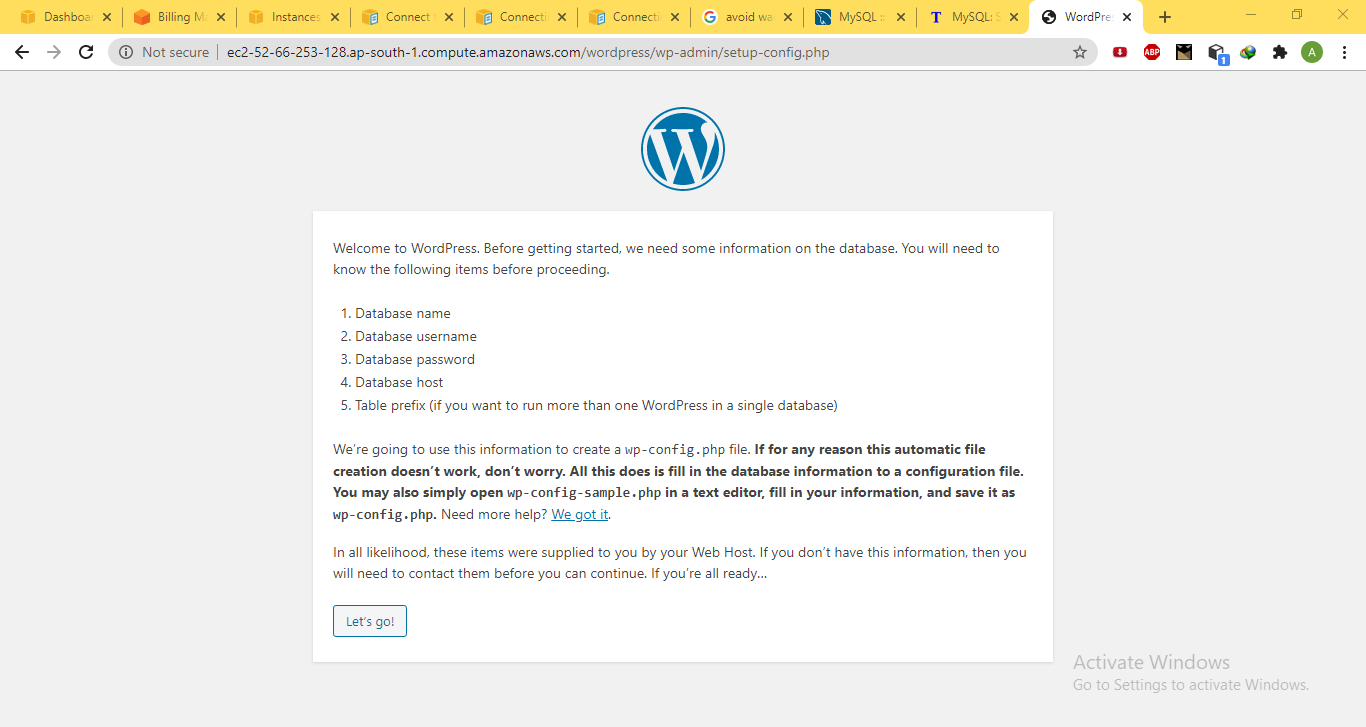 Dashboa
Billing Ma
Instances
Connect
Connecti
Connecti
avoid wa
MySQL ::
MySQL: S
WordPres
Not secure
ec2-52-66-253-128.ap-south-1.compute.amazonaws.com/wordpress/wp-admin/setup-config.php
ABP
1
A
Welcome to WordPress. Before getting started, we need some information on the database. You will need to
know the following items before proceeding.
1. Database name
2. Database username
3. Database password
4. Database host
5. Table prefix (if you want to run more than one WordPress in a single database)
We’re going to use this information to create a wp-config.php file. If for any reason this automatic file
creation doesn’t work, don’t worry. All this does is fill in the database information to a configuration file.
You may also simply open wp-config-sample.php in a text editor, fill in your information, and save it as
wp-config.php. Need more help? We got it.
In all likelihood, these items were supplied to you by your Web Host. If you don’t have this information, then you
will need to contact them before you can continue. If you’re all ready…
Let’s go!
Activate Windows
Go to Settings to activate Windows.